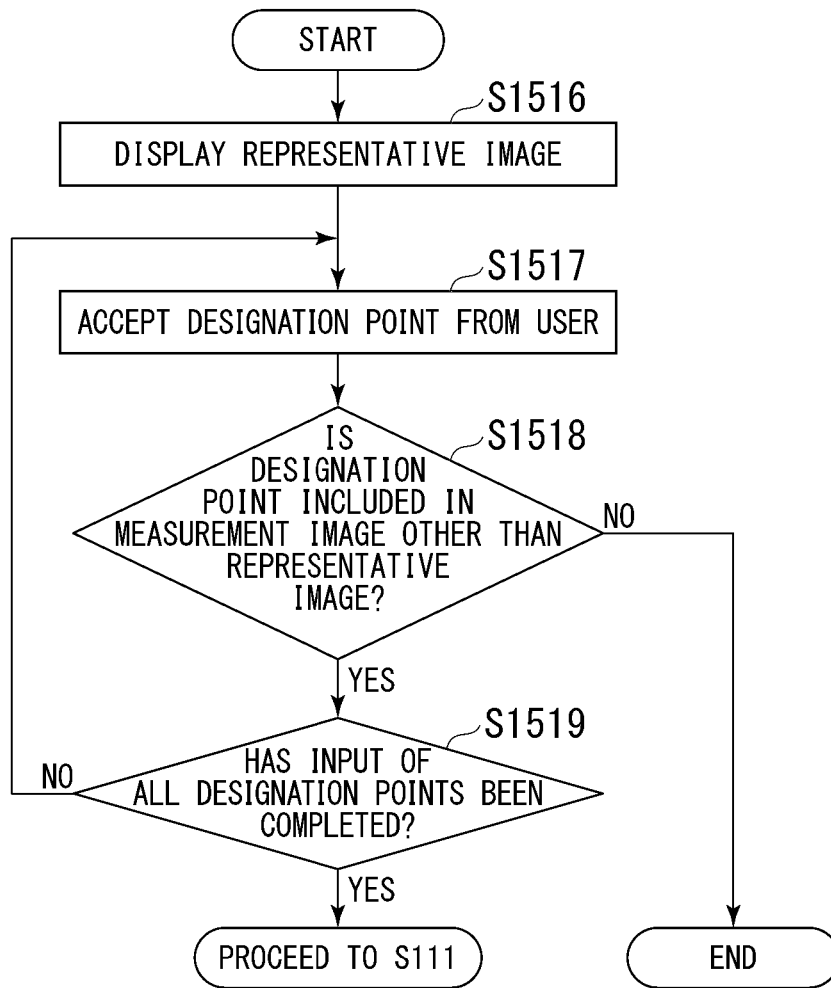 START
S1516
DISPLAY REPRESENTATIVE IMAGE
S1517
ACCEPT DESIGNATION POINT FROM USER
S1518
IS
DESIGNATION
POINT INCLUDED IN
MEASUREMENT IMAGE OTHER THAN
REPRESENTATIVE
IMAGE?
NO
YES
S1519
HAS INPUT OF
ALL DESIGNATION POINTS BEEN
COMPLETED?
NO
YES
PROCEED TO S111
END